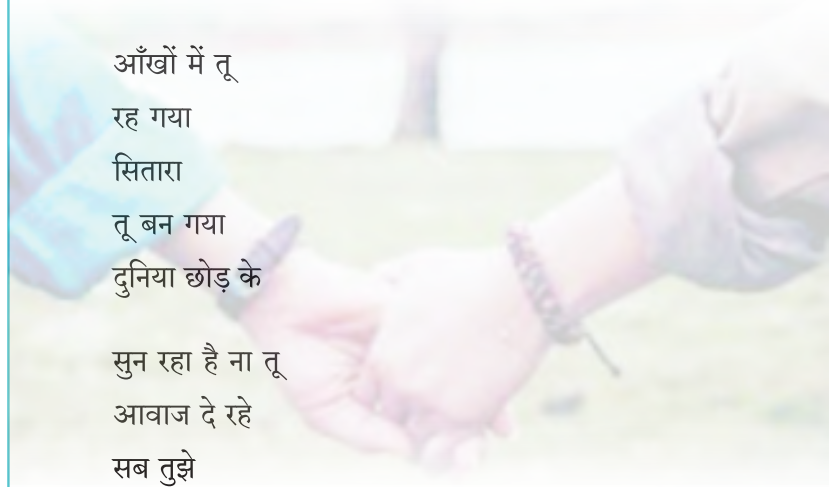 आँखों में तू
रह गया
सितारा
तू बन गया
दुनिया छोड़ के
सुन रहा है ना तू
आवाज दे रहे
सब तुझे